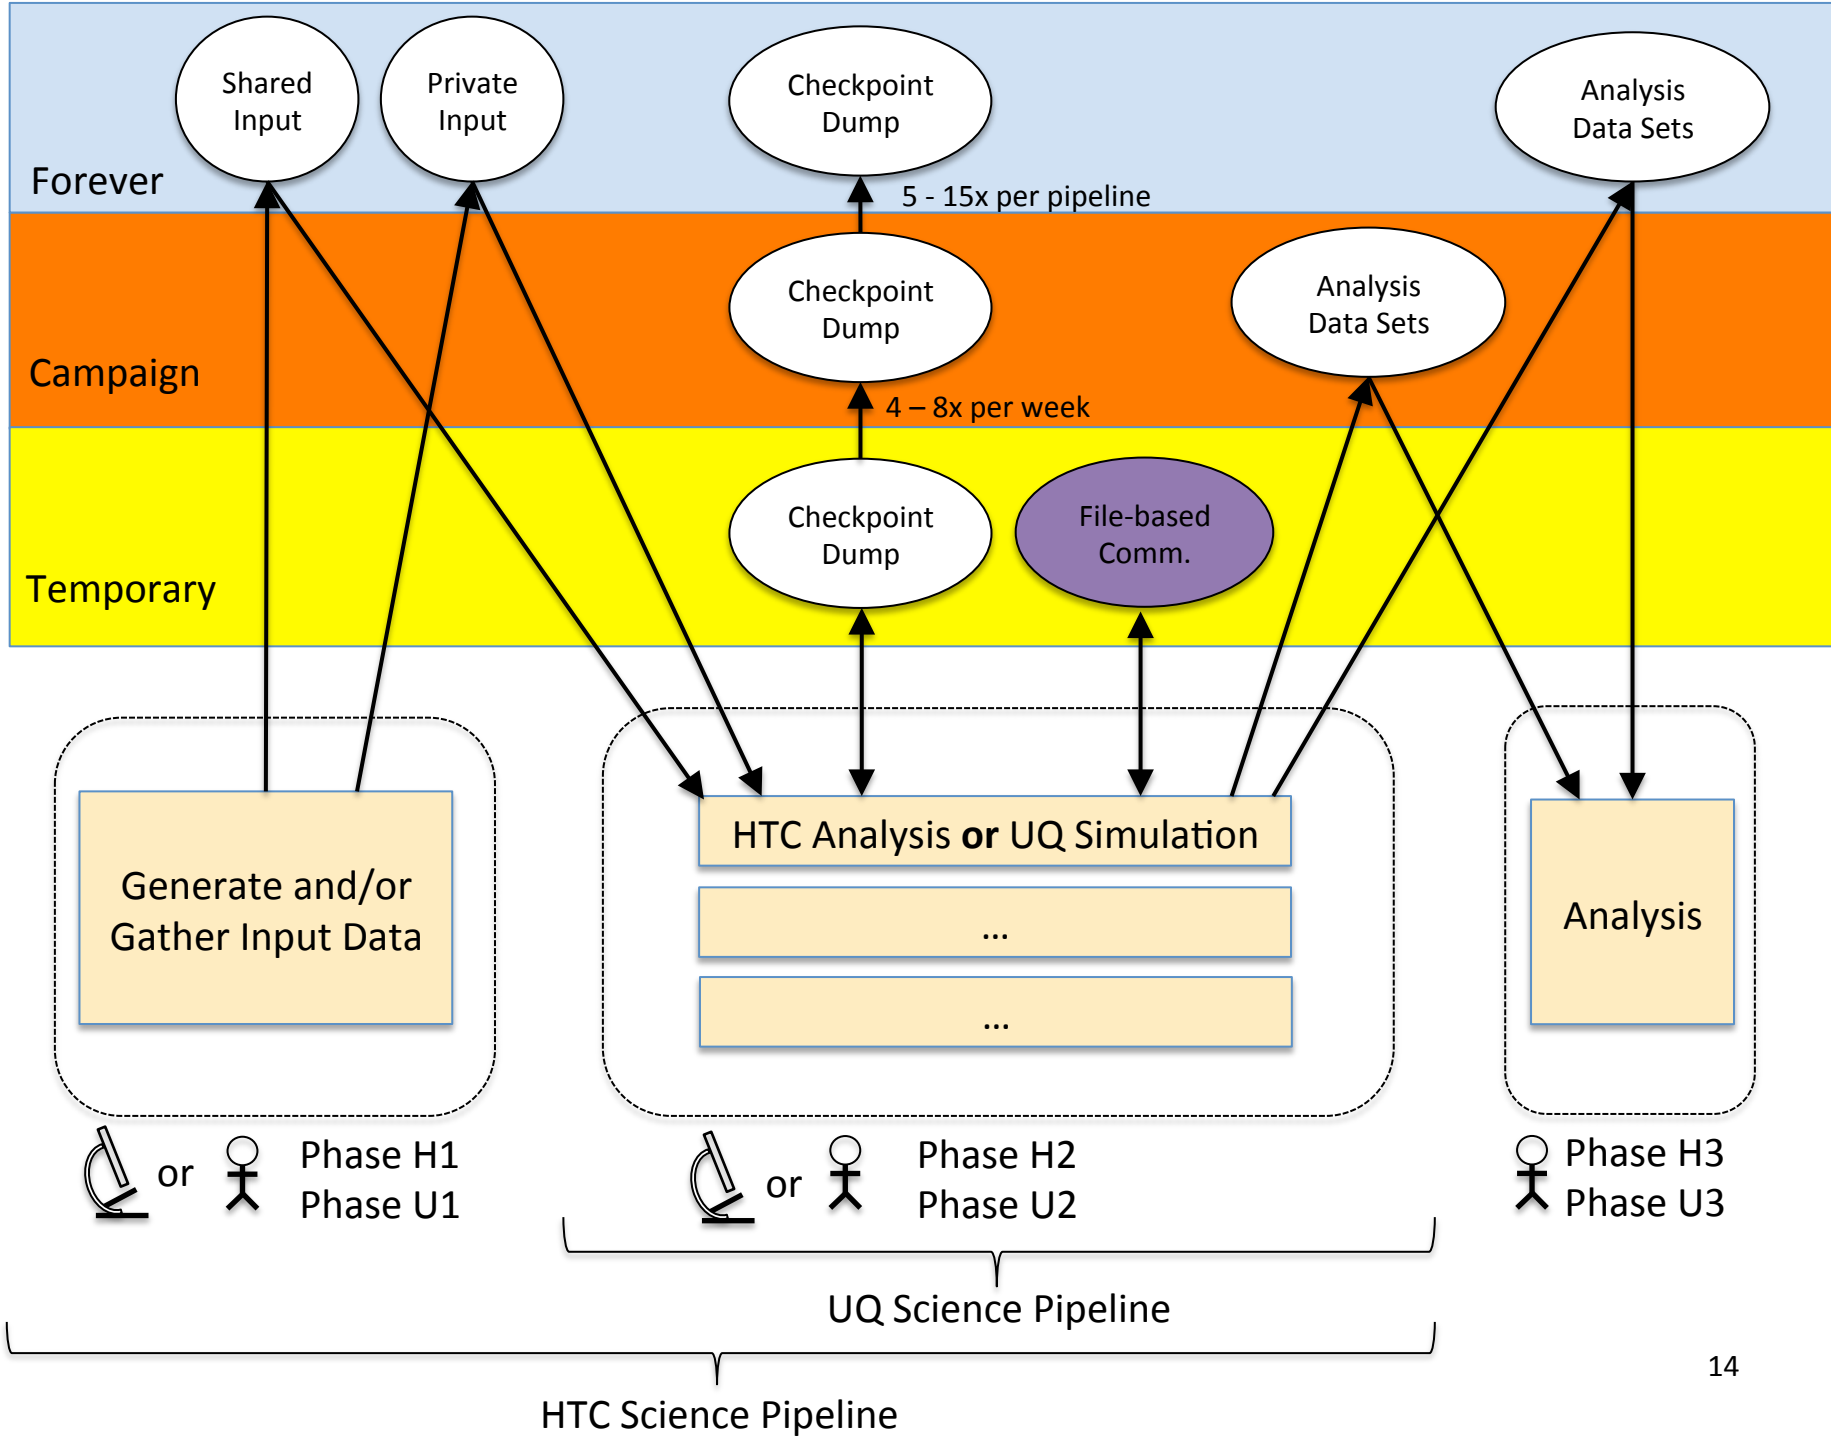 Shared
Input
Private
Input
Checkpoint
Dump
Analysis
Data Sets
Forever
5 - 15x per pipeline
Checkpoint
Dump
Analysis
Data Sets
Campaign
4 – 8x per week
Checkpoint
Dump
File-based
Comm.
Temporary
Generate and/or
Gather Input Data
HTC Analysis or UQ Simulation
...
...
Analysis
or
Phase H1
Phase U1
or
Phase H2
Phase U2
Phase H3
Phase U3
UQ Science Pipeline
HTC Science Pipeline
14